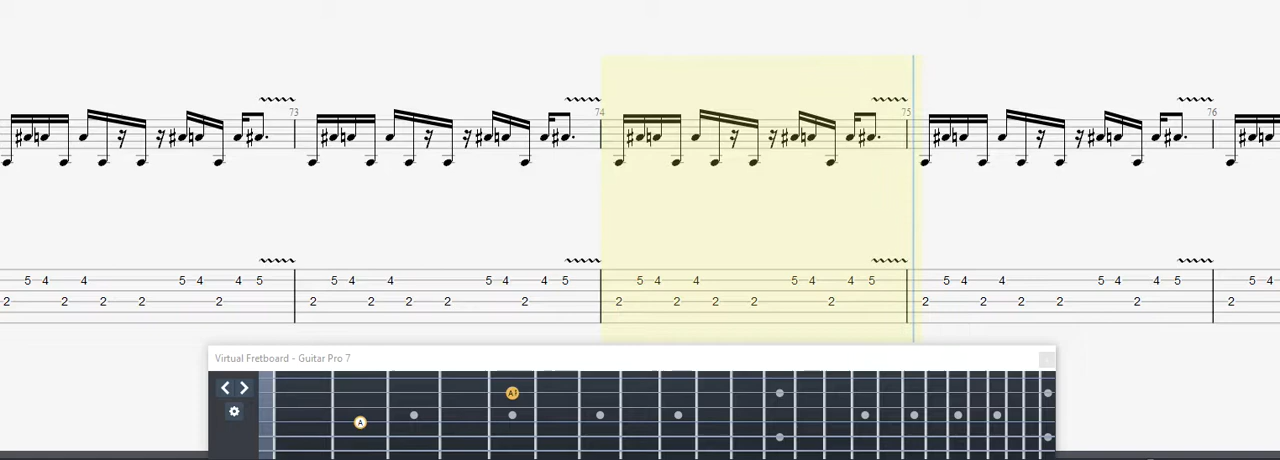 73 74 75 76
5 4 4 5 4 4 5 5 4 4 5 4 4 5 5 4 4 5 4 4 5 5 4 4 5 4 4 5 5 4
2 2 2 2 2 2 2 2 2 2 2 2 2 2 2 2 2 2 2 2 2
Virtual Fretboard - Guitar Pro 7
A♯
A